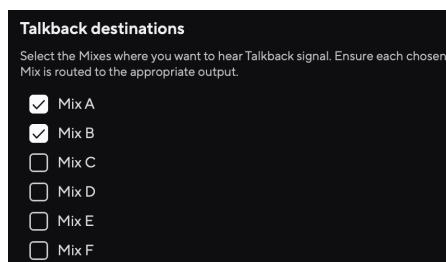 Talkback destinations
Select the Mixes where you want to hear Talkback signal. Ensure each chosen
Mix is routed to the appropriate output.
Mix A
Mix B
Mix C
Mix D
Mix E
Mix F